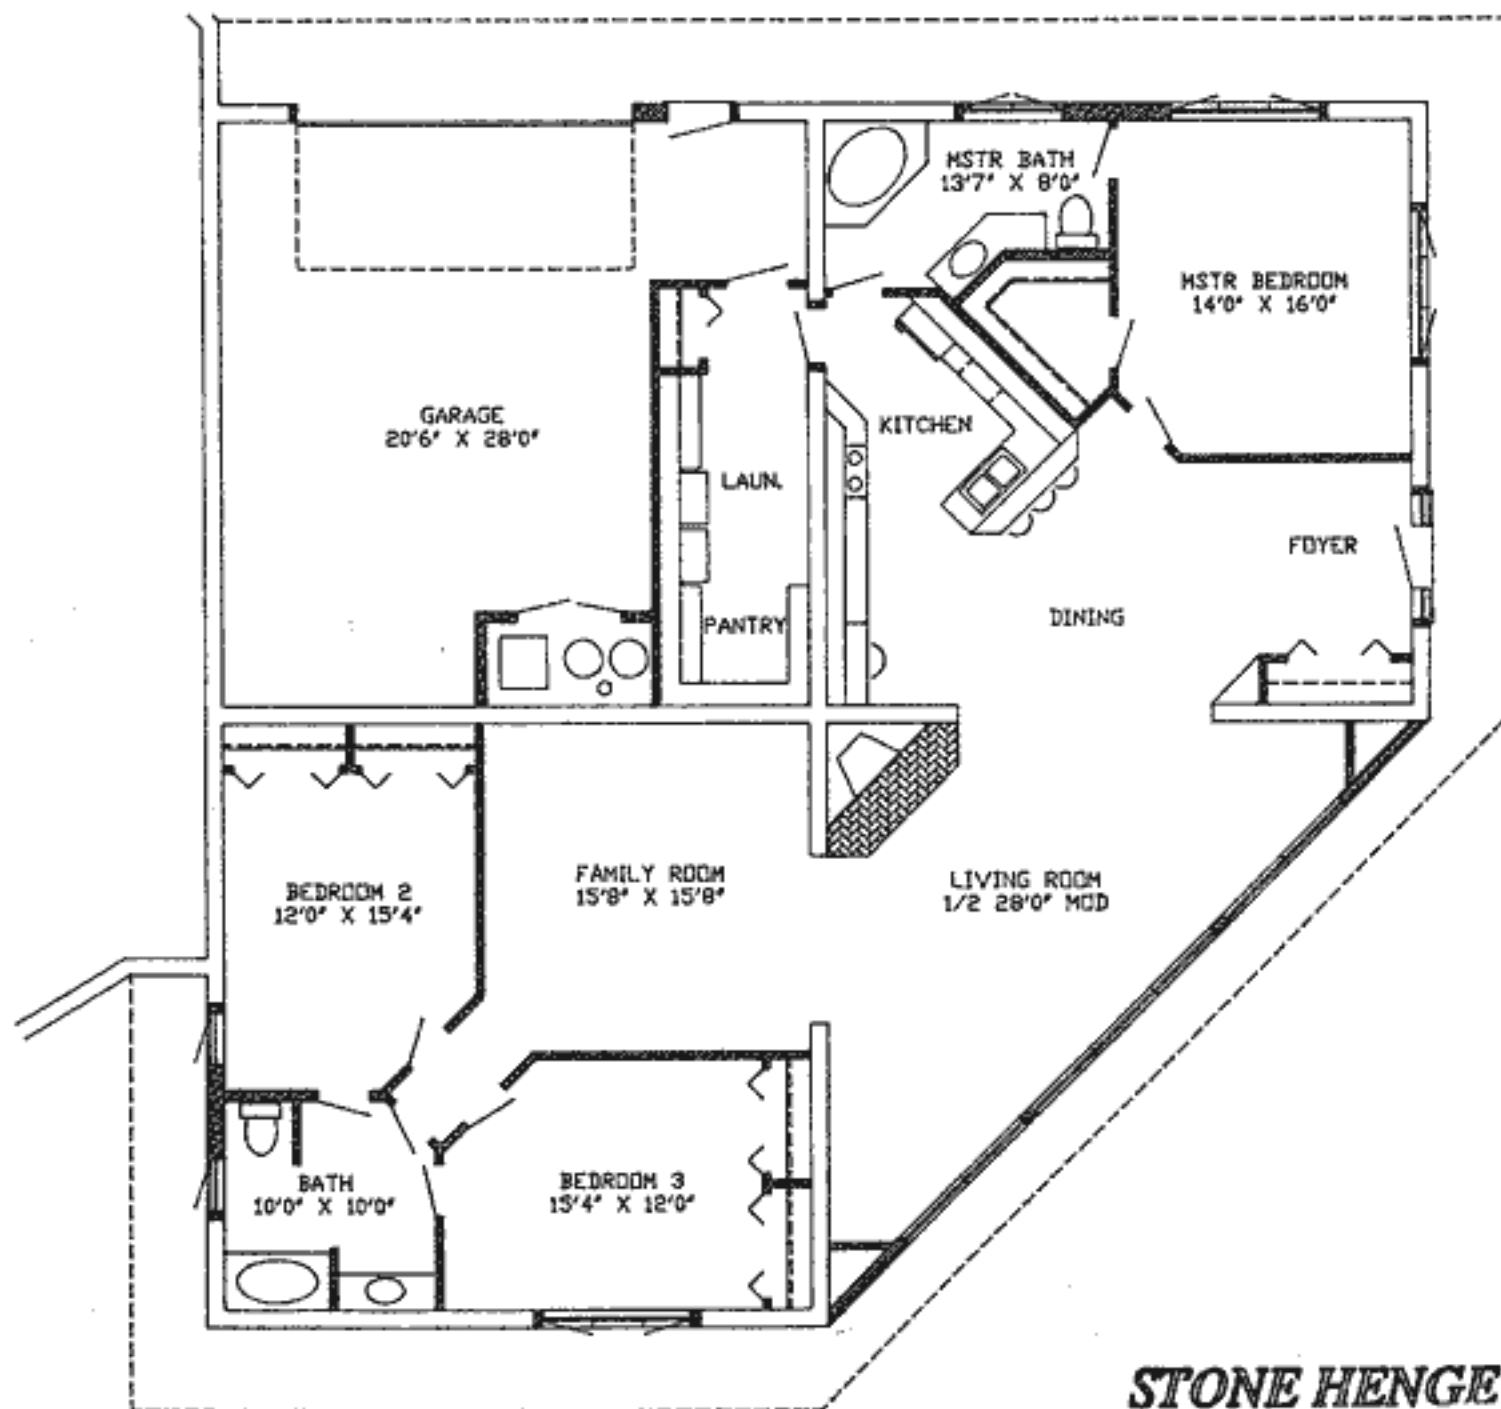 MSTR BATH
13'7" X 8'0"
MSTR BEDROOM
14'0" X 16'0"
GARAGE
20'6" X 28'0"
KITCHEN
LAUN.
FOYER
DINING
PANTRY
FAMILY ROOM
15'8" X 15'8"
LIVING ROOM
1/2 28'0" MOD
BEDROOM 2
12'0" X 15'4"
BATH
10'0" X 10'0"
BEDROOM 3
15'4" X 12'0"
STONE HENGE